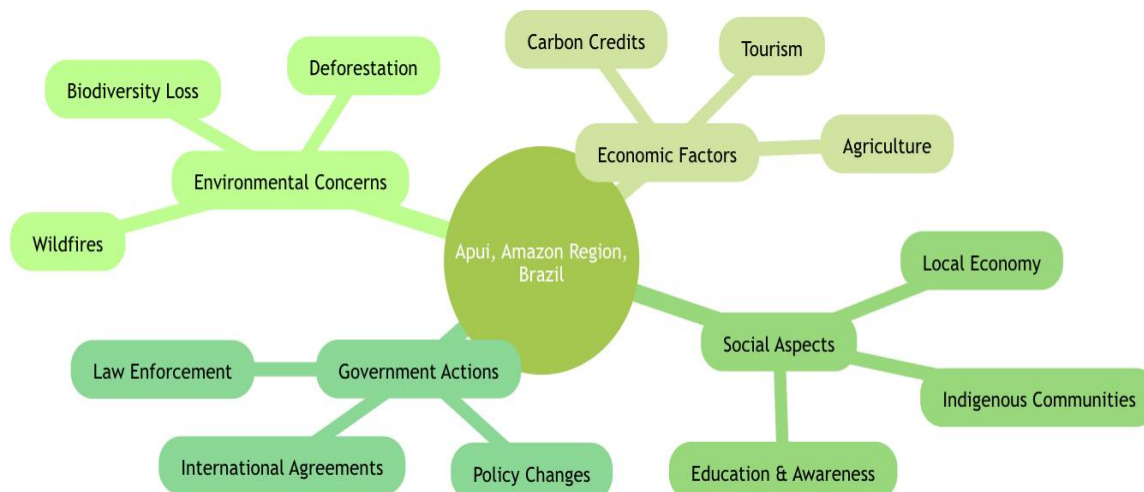 Carbon Credits
Tourism
Deforestation
Biodiversity Loss
Economic Factors
Agriculture
Environmental Concerns
Wildfires
Apui, Amazon Region,
Brazil
Local Economy
Social Aspects
Law Enforcement
Government Actions
Indigenous Communities
International Agreements
Policy Changes
Education & Awareness